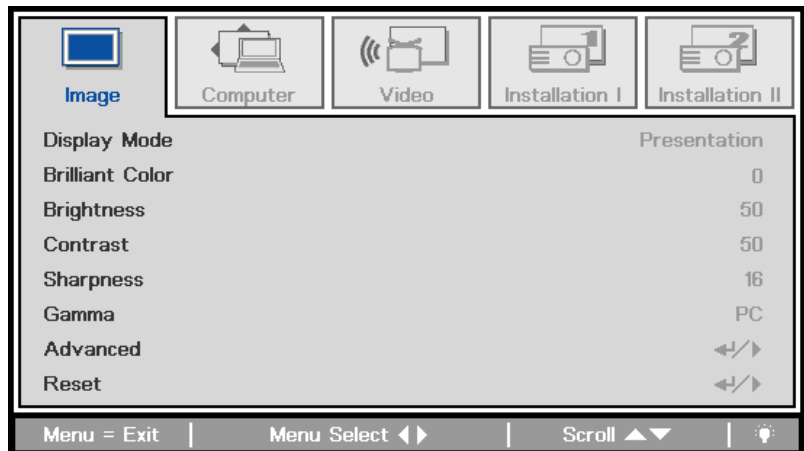 Image Computer Video Installation I Installation II
Display Mode Presentation
Brilliant Color 0
Brightness 50
Contrast 50
Sharpness 16
Gamma PC
Advanced
Reset
Menu = Exit Menu Select Scroll